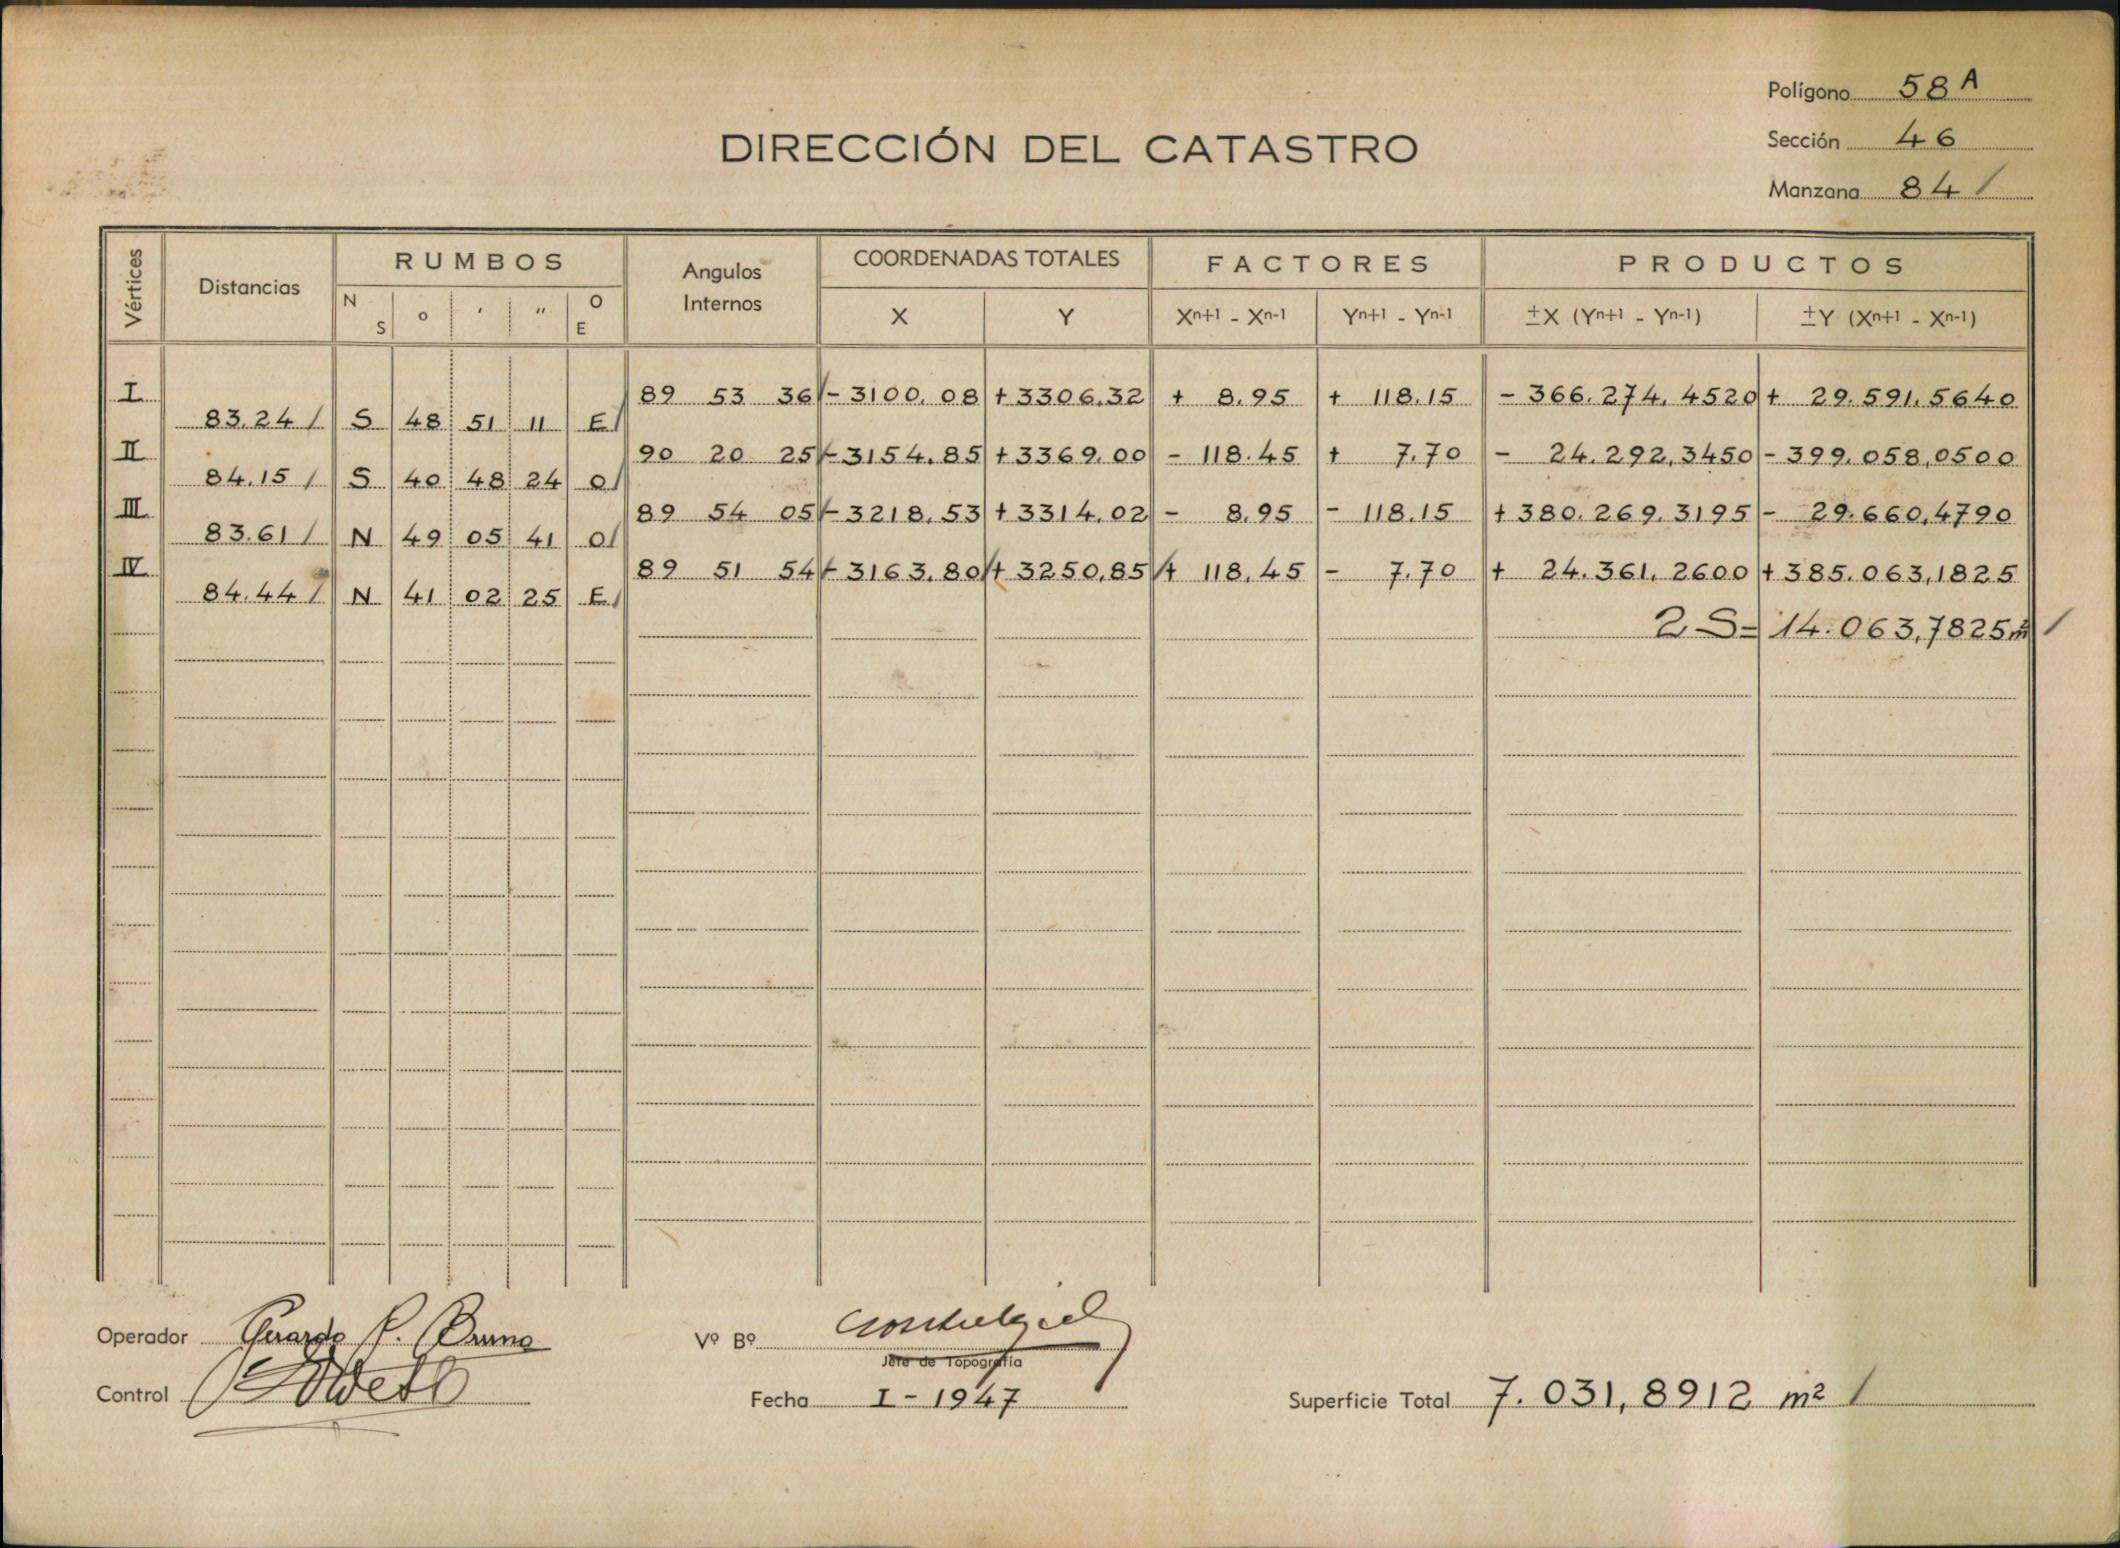 Polígono 58 A
DIRECCIÓN DEL CATASTRO
Sección 46
Manzana 84 /
Vértices Distancias RUMBOS Angulos Internos COORDENADAS TOTALES FACTORES PRODUCTOS
N S o ' " O E X Y Xn+1 - Xn-1 Yn+1 - Yn-1 ±X (Yn+1 - Yn-1) ±Y (Xn+1 - Xn-1)
I 89 53 36 / - 3100.08 + 3306.32 + 8.95 + 118.15 - 366.274.4520 + 29.591.5640
83.24 / S 48 51 11 E /
II 90 20 25 / - 3154.85 + 3369.00 - 118.45 + 7.70 - 24.292,3450 - 399.058,0500
84.15 / S 40 48 24 O /
III 89 54 05 / - 3218.53 + 3314.02 - 8.95 - 118.15 + 380.269.3195 - 29.660,4790
83.61 / N 49 05 41 O /
IV 89 51 54 / - 3163.80 / + 3250,85 / + 118,45 - 7.70 + 24.361,2600 + 385.063,1825
84.44 / N 41 02 25 E /
2 S = 14.063,7825 m² /
Operador Gerardo P. Bruno
Vº Bº
Jefe de Topografía
Control
Fecha I - 1947
Superficie Total 7.031,8912 m² /